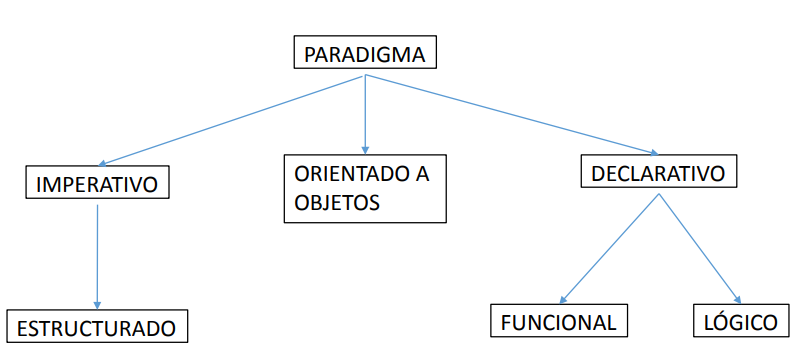 PARADIGMA
IMPERATIVO
ORIENTADO A
OBJETOS
DECLARATIVO
ESTRUCTURADO
FUNCIONAL
LÓGICO